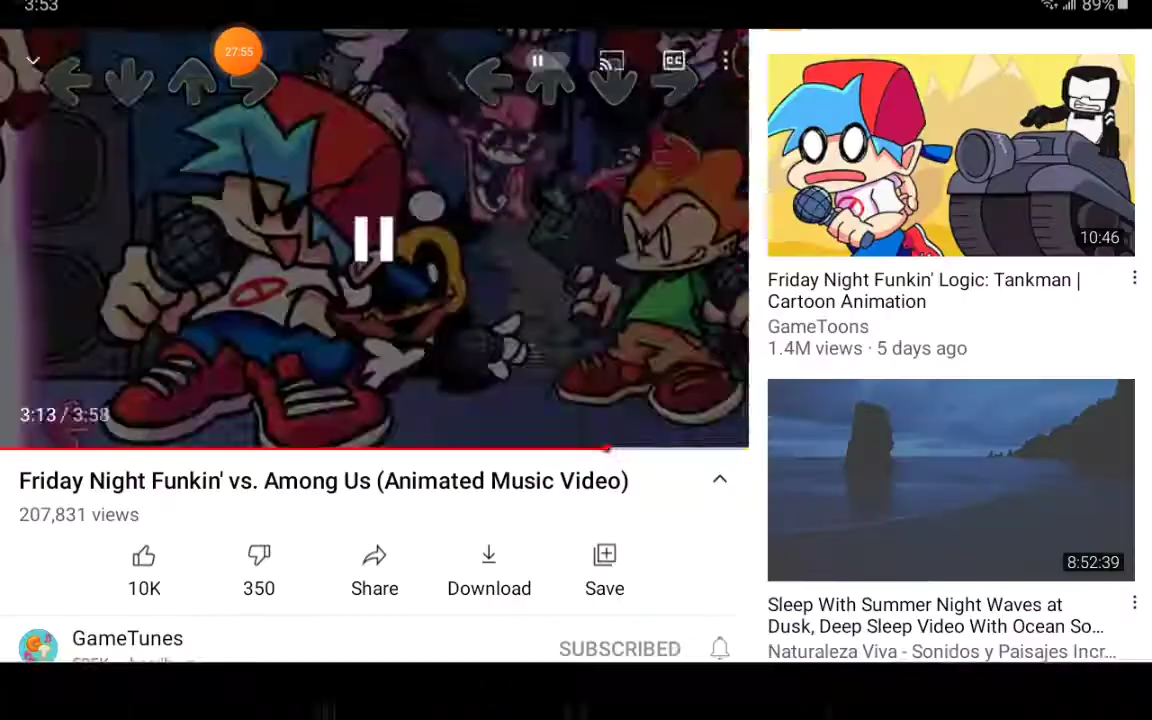 3:53
89%
27:55
CC
3:13 / 3:58
10:46
Friday Night Funkin' Logic: Tankman |
Cartoon Animation
GameToons
1.4M views · 5 days ago
Friday Night Funkin' vs. Among Us (Animated Music Video)
207,831 views
10K
350
Share
Download
Save
GameTunes
SUBSCRIBED
8:52:39
Sleep With Summer Night Waves at
Dusk, Deep Sleep Video With Ocean So...
Naturaleza Viva - Sonidos y Paisajes Incr...